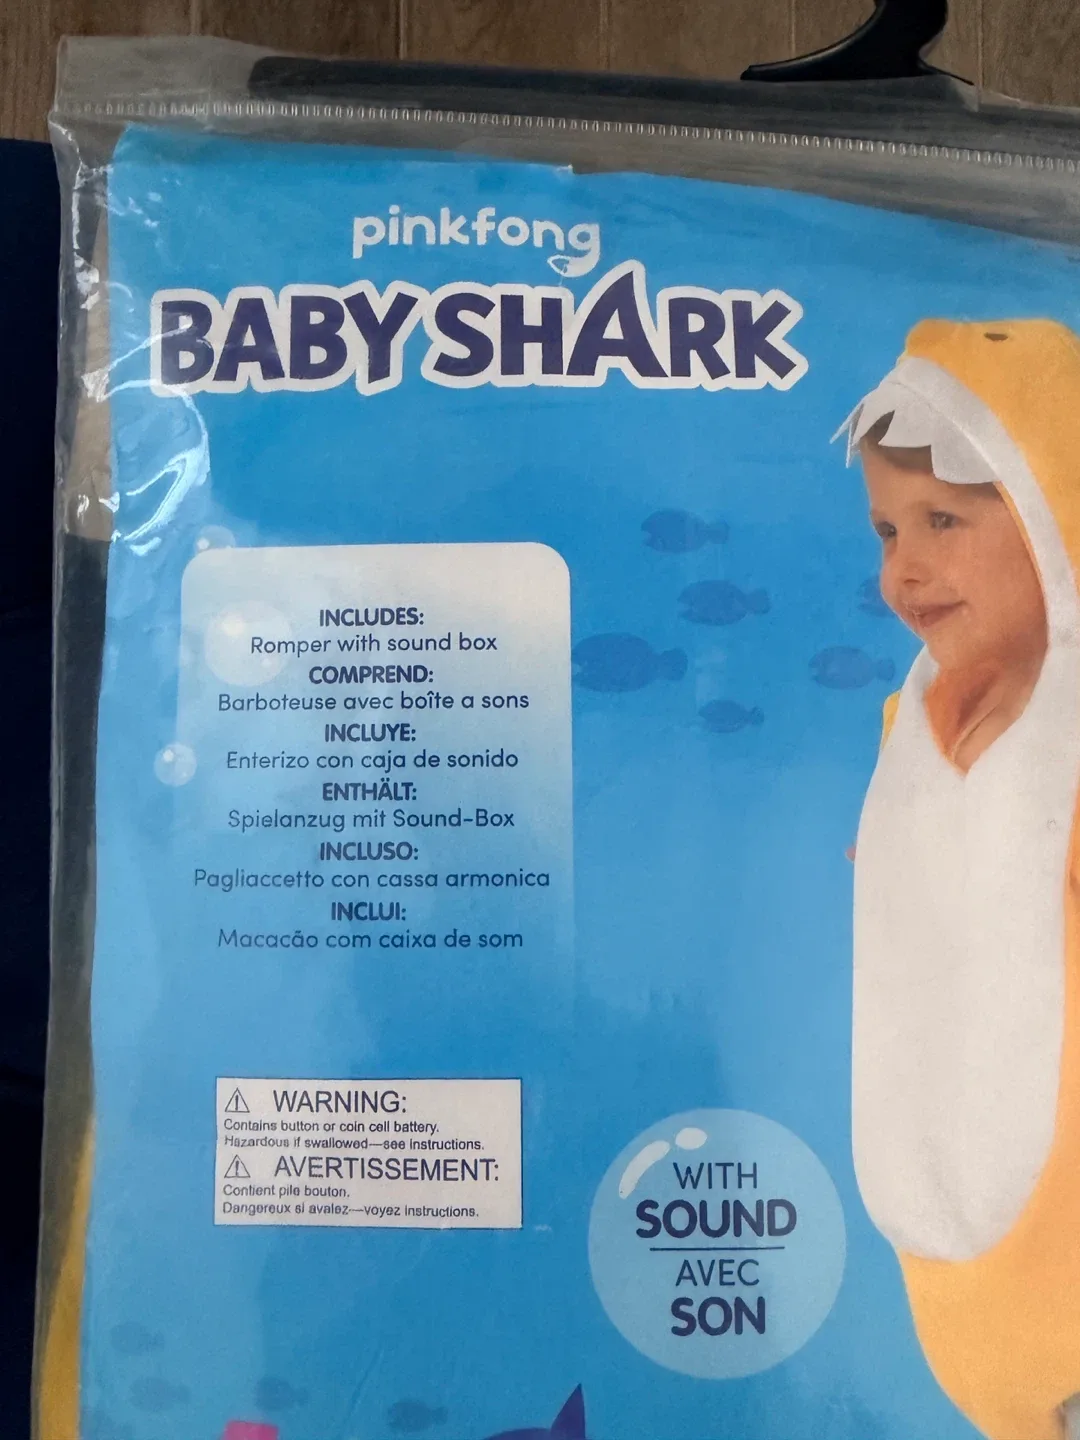 pinkfong
BABY SHARK
INCLUDES:
Romper with sound box
COMPREND:
Barboteuse avec boîte a sons
INCLUYE:
Enterizo con caja de sonido
ENTHÄLT:
Spielanzug mit Sound-Box
INCLUSO:
Pagliaccetto con cassa armonica
INCLUI:
Macacão com caixa de som
⚠ WARNING:
Contains button or coin cell battery.
Hazardous if swallowed—see instructions.
⚠ AVERTISSEMENT:
Contient pile bouton.
Dangereux si avalez—voyez instructions.
WITH
SOUND
AVEC
SON